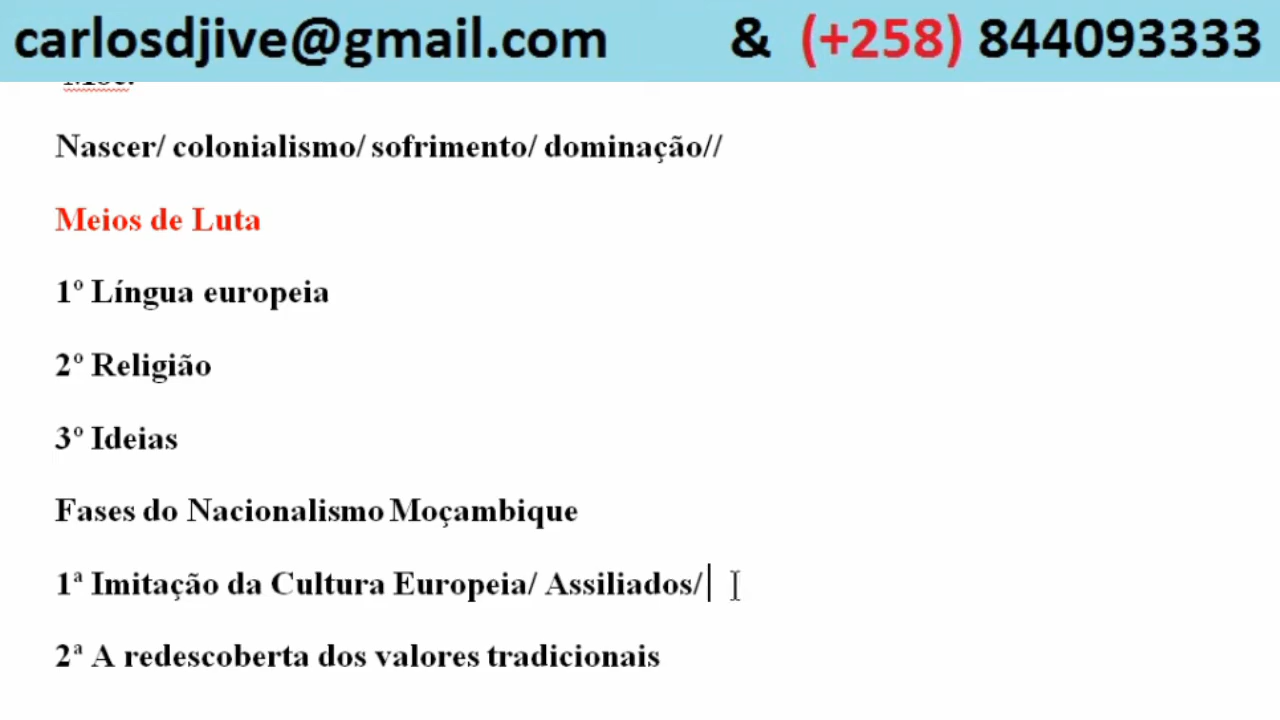 carlosdjive@gmail.com & (+258) 844093333
Nascer/ colonialismo/ sofrimento/ dominação//
Meios de Luta
1º Língua europeia
2º Religião
3º Ideias
Fases do Nacionalismo Moçambique
1ª Imitação da Cultura Europeia/ Assiliados/
2ª A redescoberta dos valores tradicionais